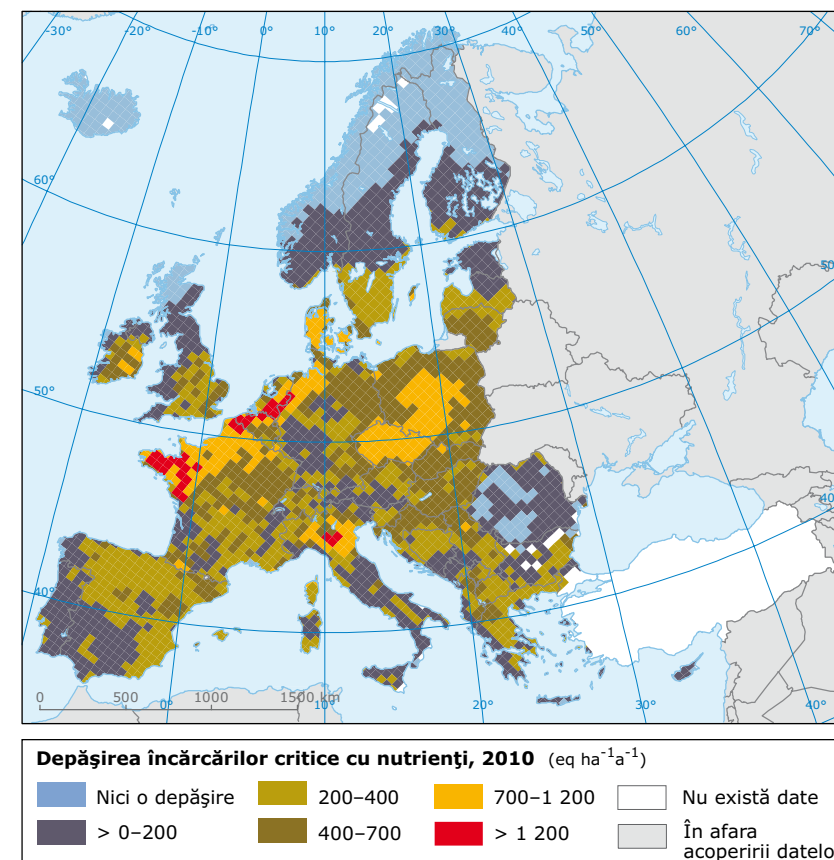 -30° -20° -10° 0° 10° 20° 30° 40° 50° 60° 70°
60°
50°
50°
40°
40°
0 500 1000 1500 km
0° 10° 20° 30° 40°
Depăşirea încărcărilor critice cu nutrienţi, 2010 (eq ha⁻¹a⁻¹)
Nici o depăşire 200–400 700–1 200 Nu există date
> 0–200 400–700 > 1 200 În afara
acoperirii datelo